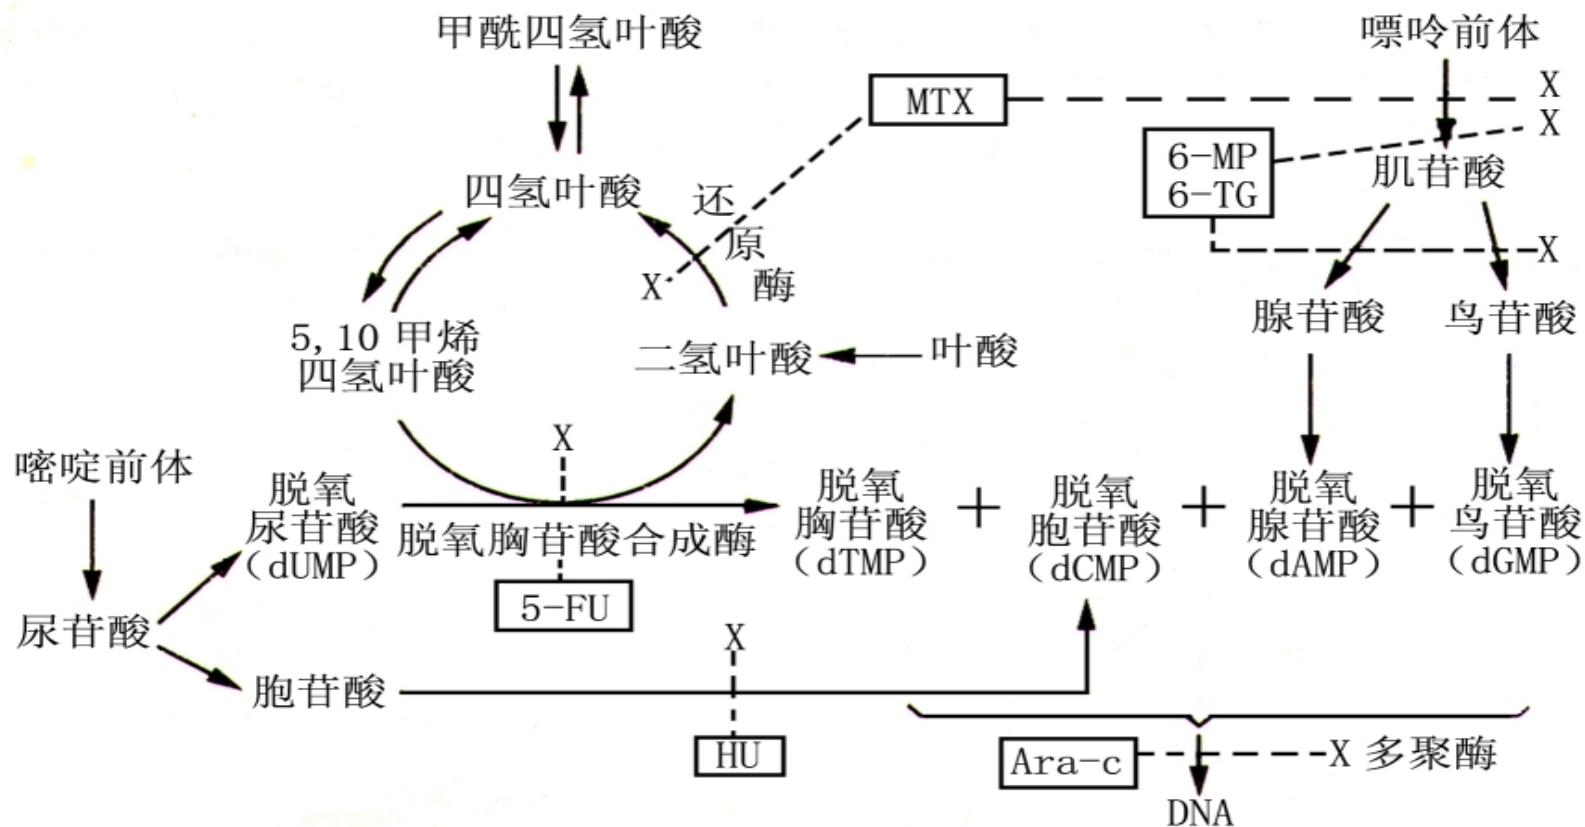 甲酰四氢叶酸
嘌呤前体
MTX
X
X
6-MP
6-TG
肌苷酸
四氢叶酸
还
原
酶
X
X
腺苷酸
鸟苷酸
5,10 甲烯
四氢叶酸
二氢叶酸
叶酸
X
嘧啶前体
脱氧
尿苷酸
(dUMP)
脱氧胸苷酸合成酶
脱氧
胸苷酸
(dTMP)
+
脱氧
胞苷酸
(dCMP)
+
脱氧
腺苷酸
(dAMP)
+
脱氧
鸟苷酸
(dGMP)
5-FU
尿苷酸
X
胞苷酸
HU
Ara-c
X 多聚酶
DNA